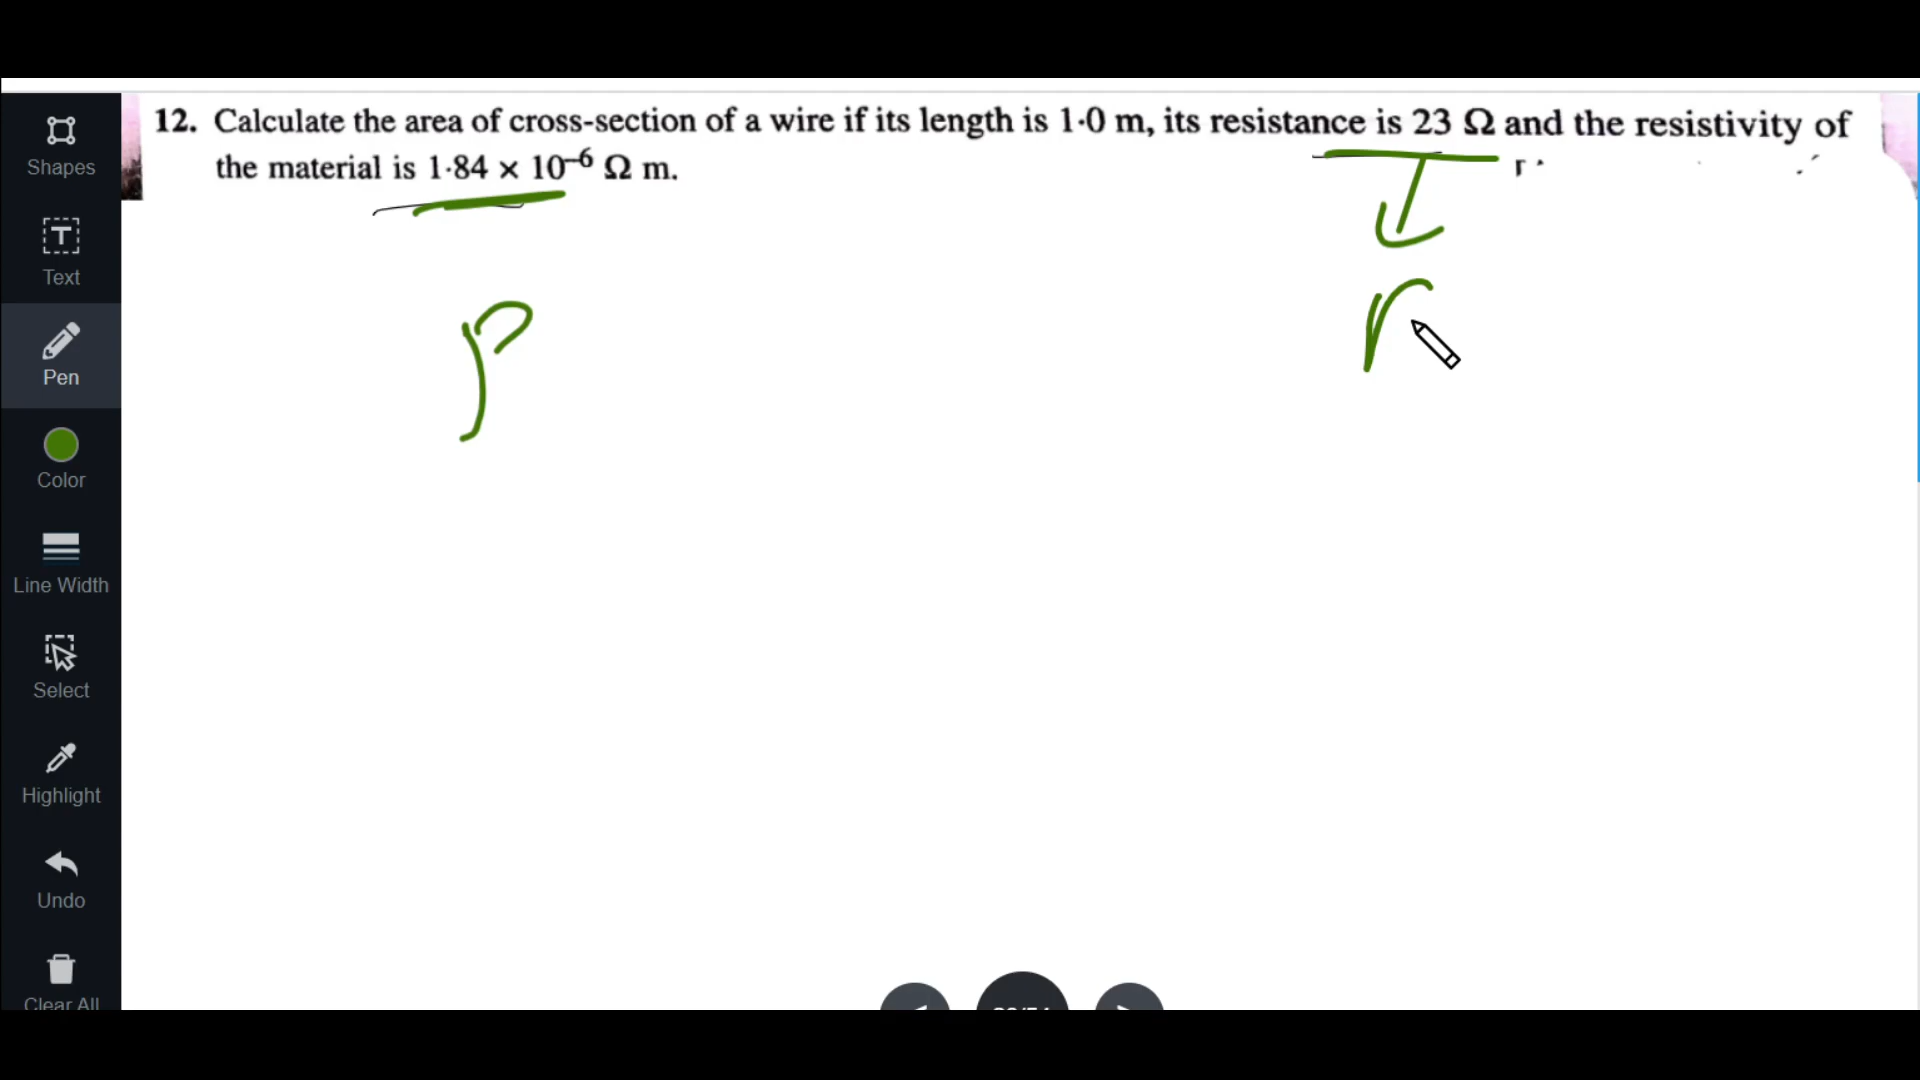 12. Calculate the area of cross-section of a wire if its length is 1·0 m, its resistance is 23 Ω and the resistivity of
the material is 1·84 × 10⁻⁶ Ω m.
ρ
r
Shapes
Text
Pen
Color
Line Width
Select
Highlight
Undo
Clear All